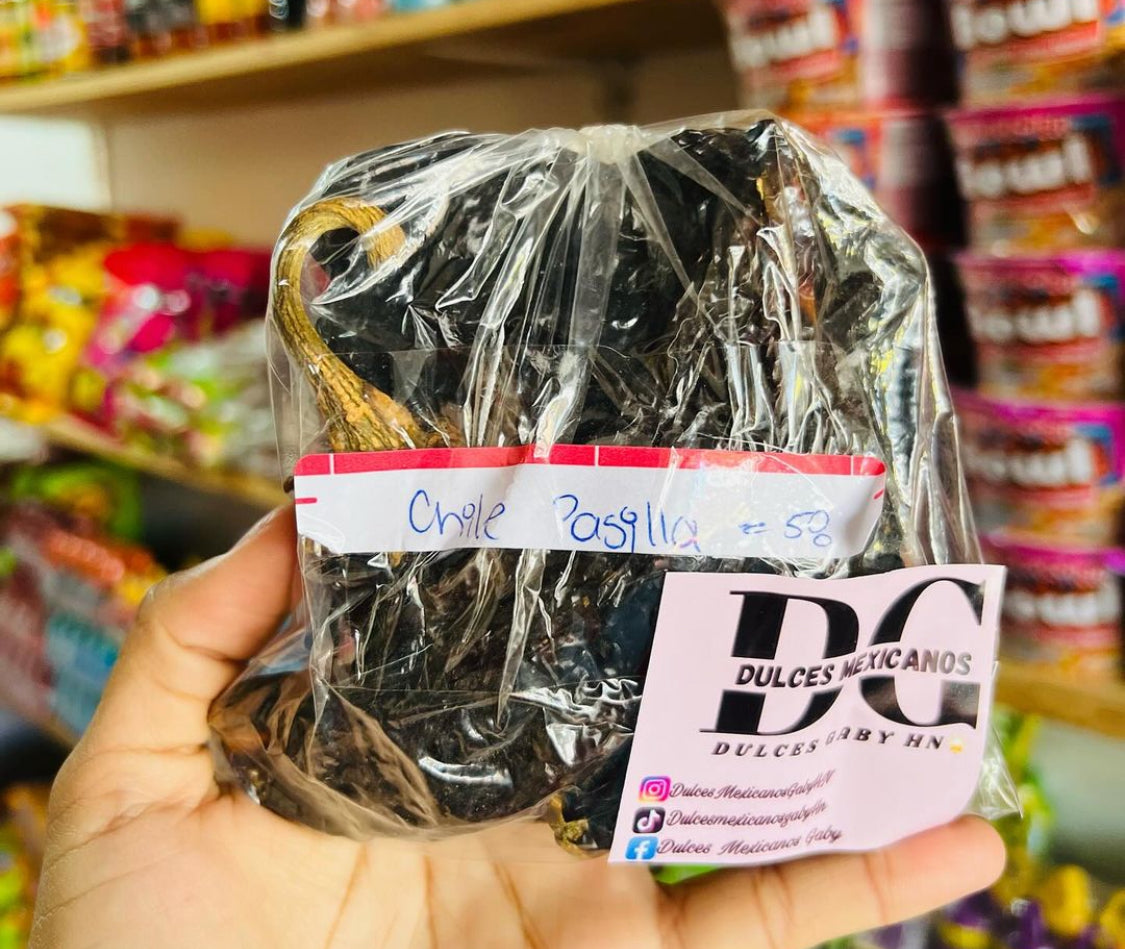 Chile Pasilla = 50
DG
DULCES MEXICANOS
DULCES GABY HN
DulcesMexicanosGabyHN
Dulcesmexicanosgabyhn
Dulces Mexicanos Gaby